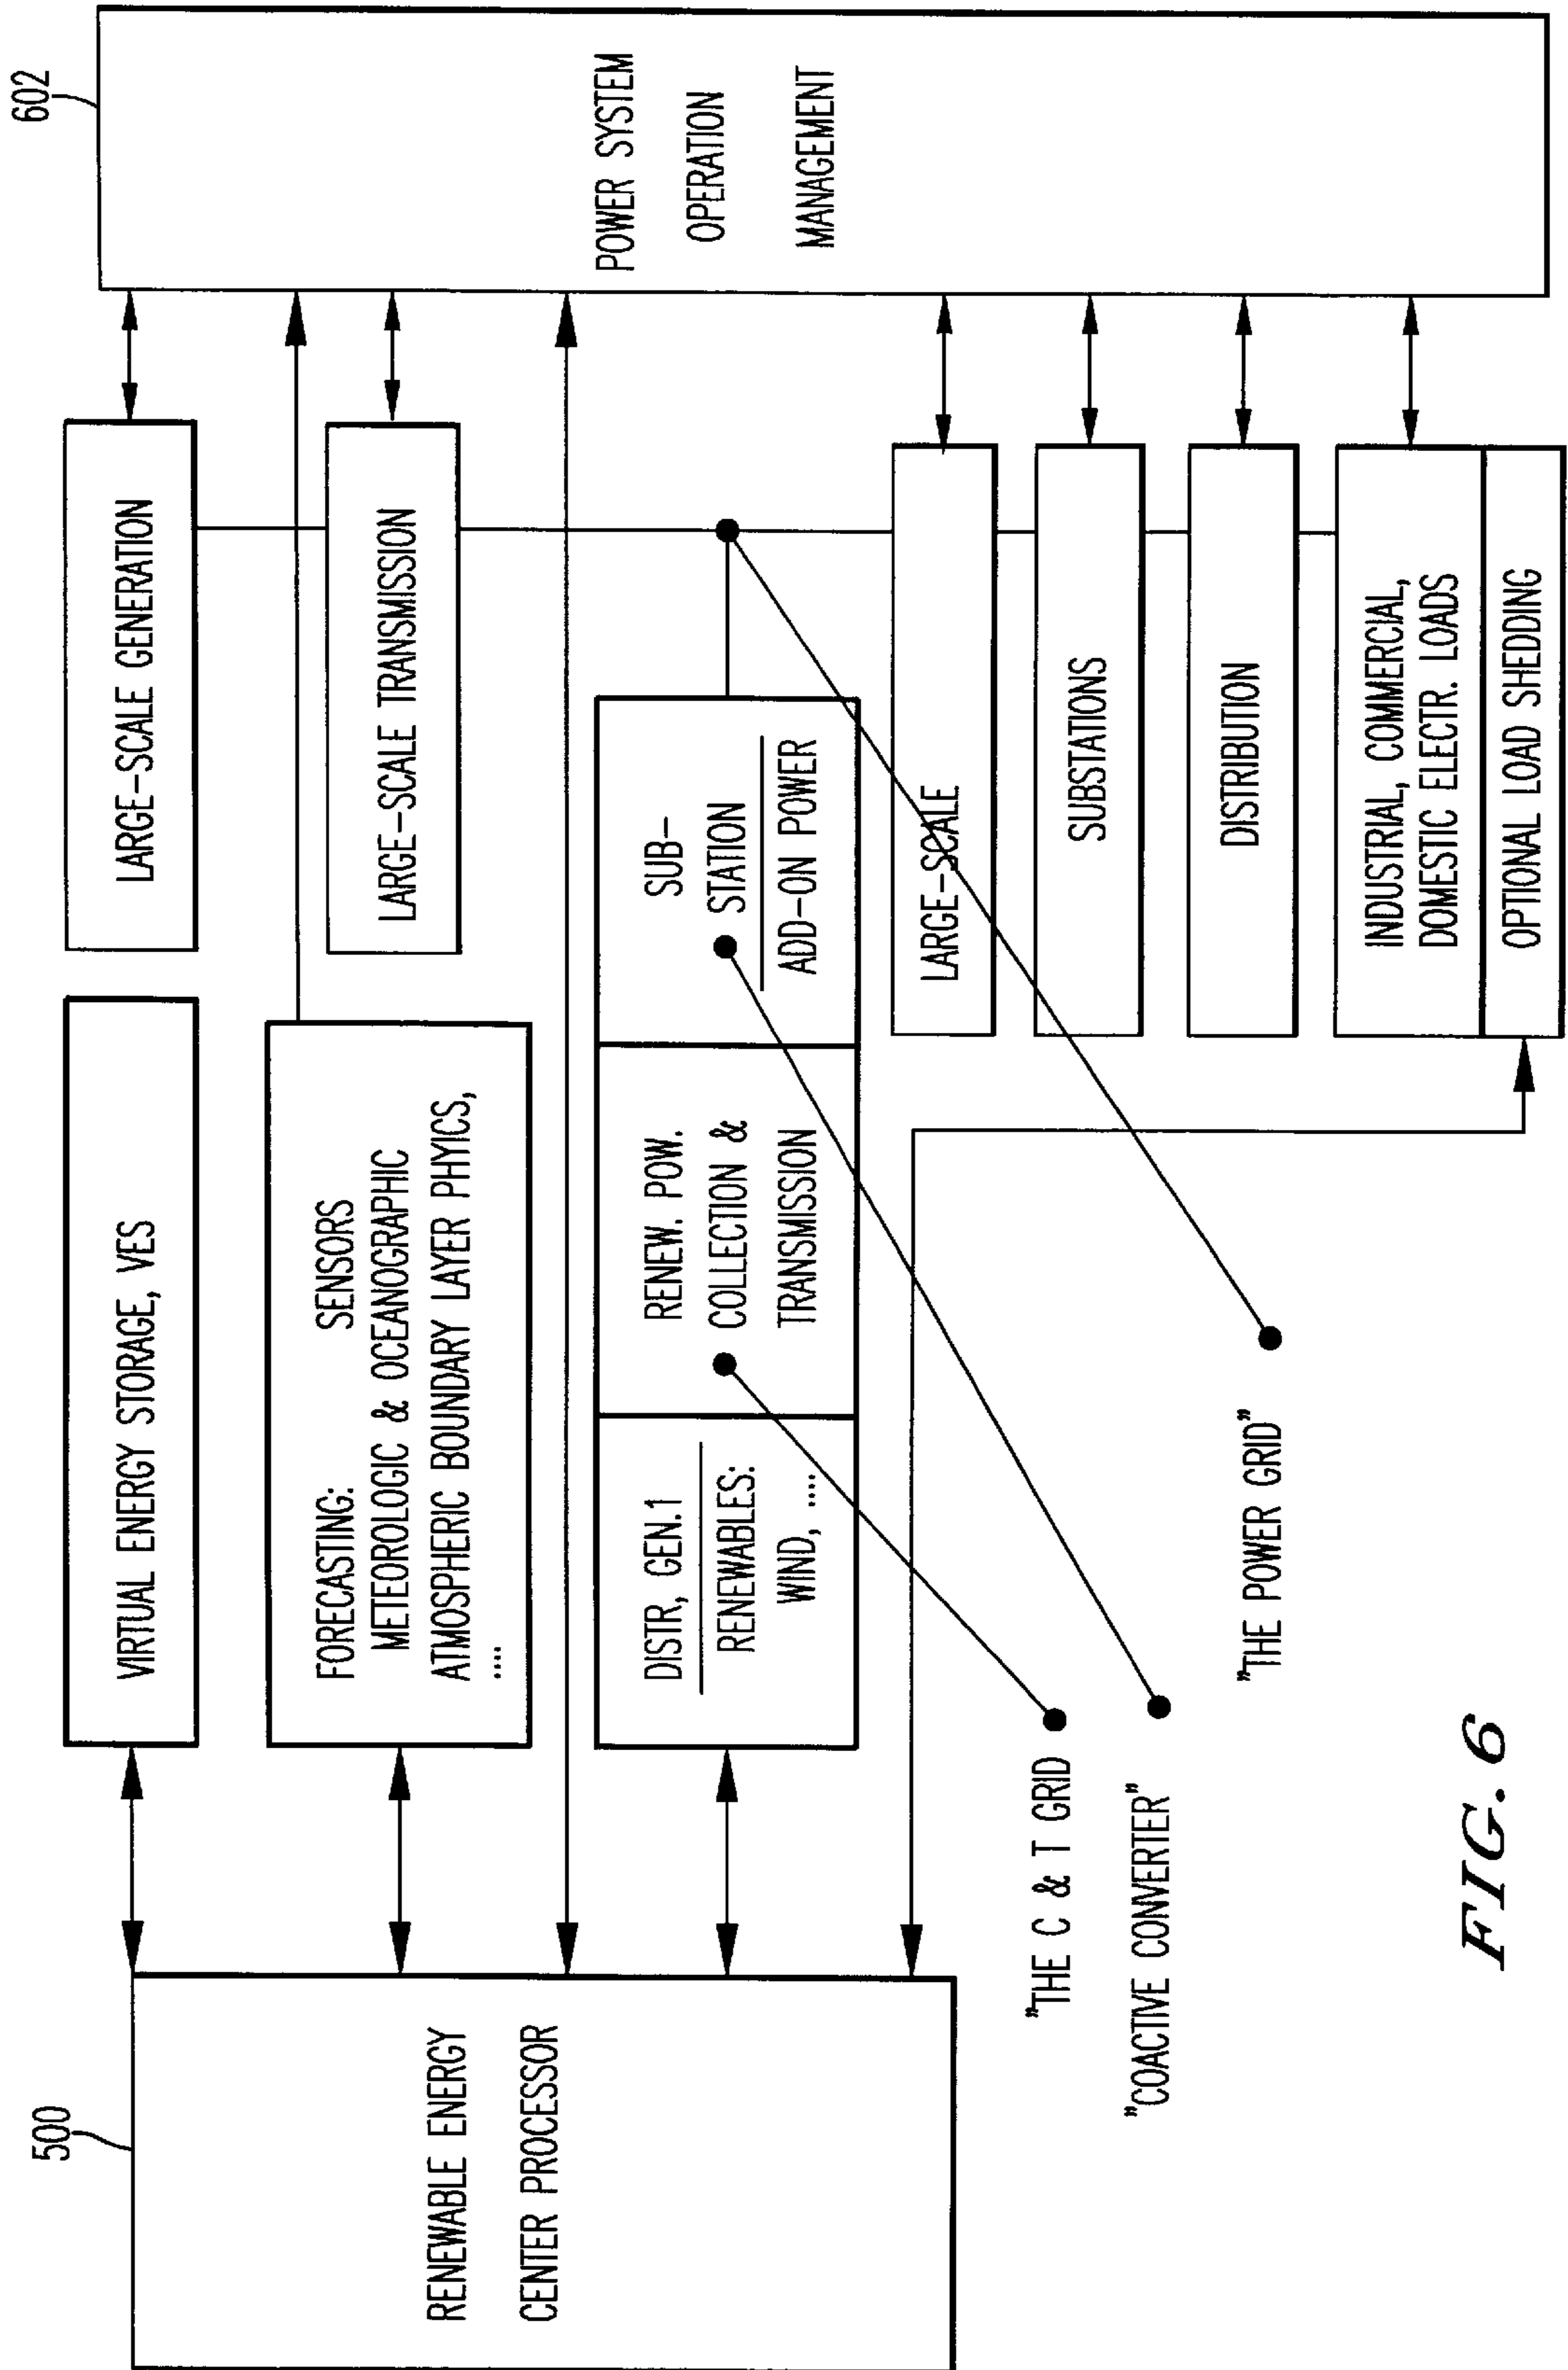 500
RENEWABLE ENERGY
CENTER PROCESSOR
VIRTUAL ENERGY STORAGE, VES
SENSORS
FORECASTING:
METEOROLOGIC & OCEANOGRAPHIC
ATMOSPHERIC BOUNDARY LAYER PHYICS,
....
DISTR, GEN.1
RENEWABLES:
WIND, ....
RENEW. POW.
COLLECTION &
TRANSMISSION
SUB-
STATION
ADD-ON POWER
"THE C & T GRID
"COACTIVE CONVERTER"
"THE POWER GRID"
LARGE-SCALE GENERATION
LARGE-SCALE TRANSMISSION
LARGE-SCALE
SUBSTATIONS
DISTRIBUTION
INDUSTRIAL, COMMERCIAL,
DOMESTIC ELECTR. LOADS
OPTIONAL LOAD SHEDDING
602
POWER SYSTEM
OPERATION
MANAGEMENT
FIG. 6